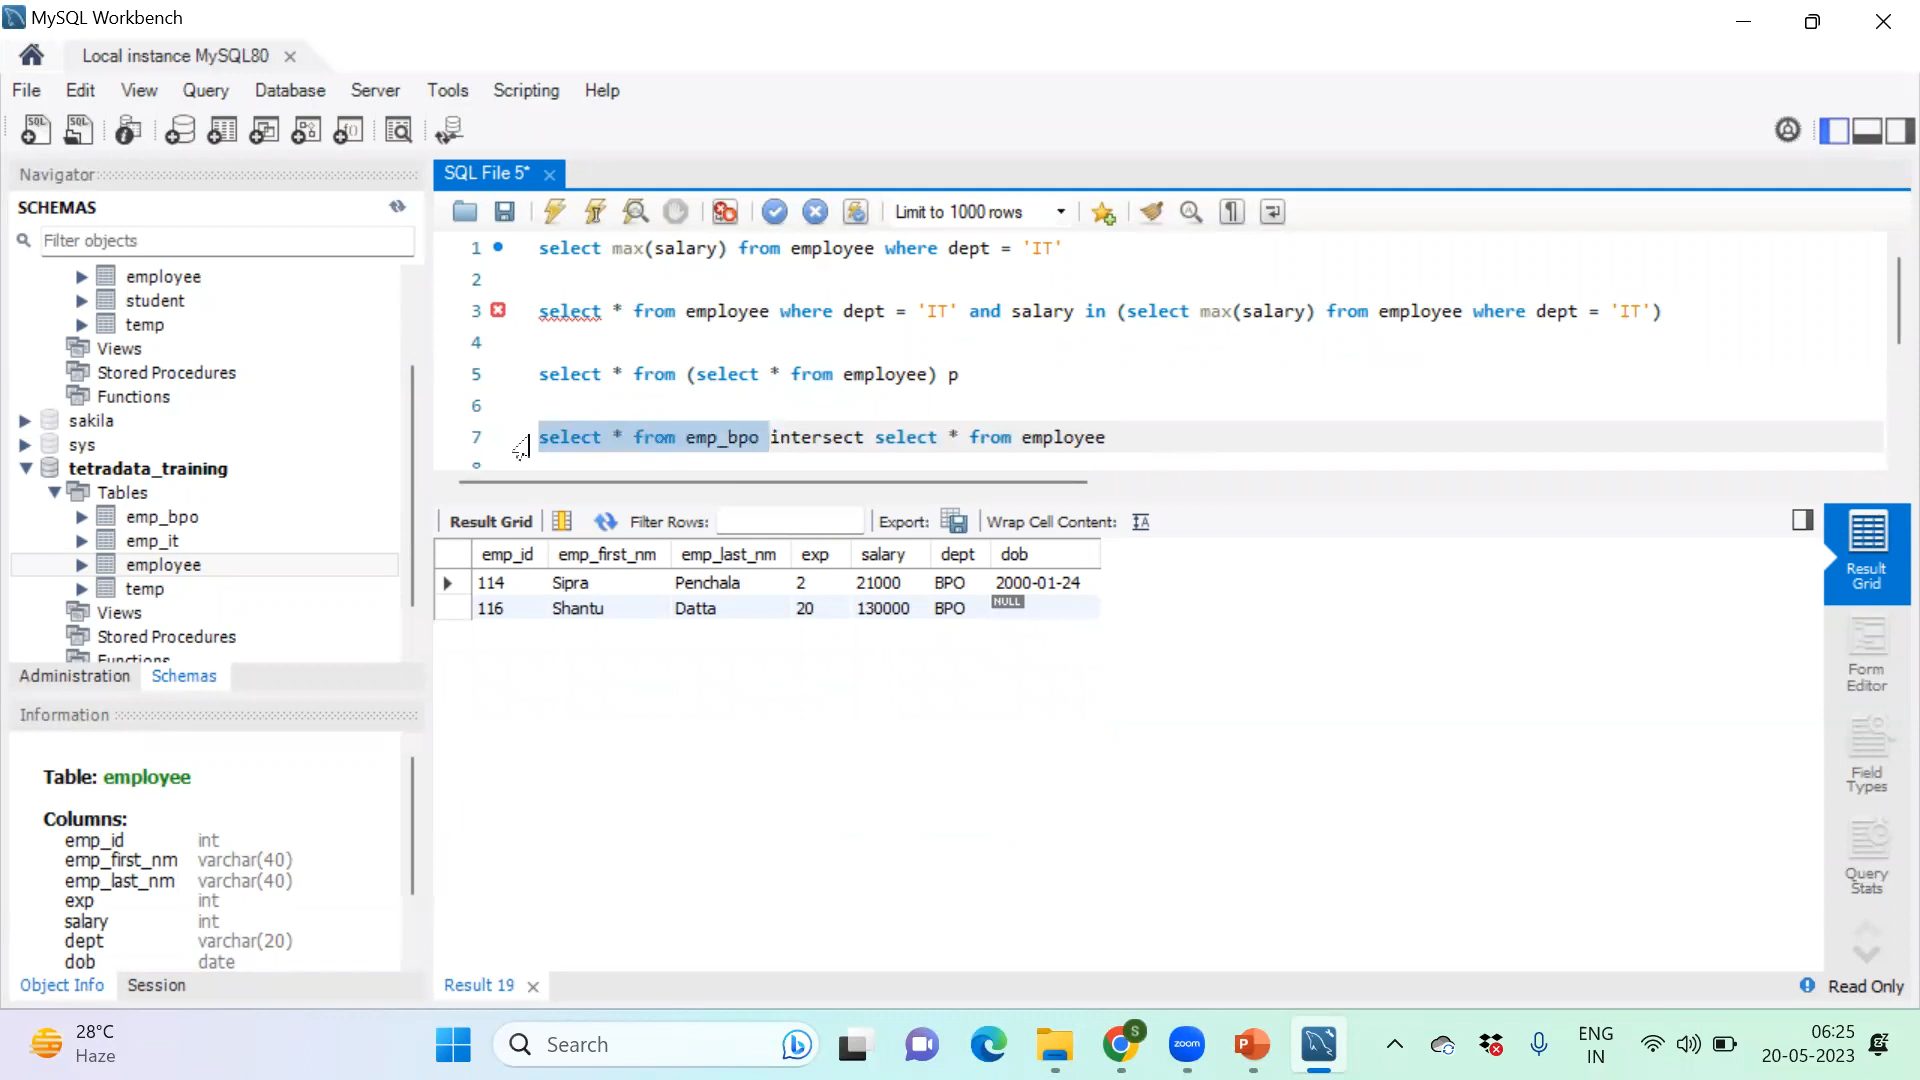 MySQL Workbench
Local instance MySQL80
File Edit View Query Database Server Tools Scripting Help
Navigator
SCHEMAS
Filter objects
employee
student
temp
Views
Stored Procedures
Functions
sakila
sys
tetradata_training
Tables
emp_bpo
emp_it
employee
temp
Views
Stored Procedures
Functions
Administration Schemas
Information
Table: employee
Columns:
emp_id int
emp_first_nm varchar(40)
emp_last_nm varchar(40)
exp int
salary int
dept varchar(20)
dob date
Object Info Session
SQL File 5*
Limit to 1000 rows
1 select max(salary) from employee where dept = 'IT'
2
3 select * from employee where dept = 'IT' and salary in (select max(salary) from employee where dept = 'IT')
4
5 select * from (select * from employee) p
6
7 select * from emp_bpo intersect select * from employee
8
Result Grid Filter Rows: Export: Wrap Cell Content:
emp_id emp_first_nm emp_last_nm exp salary dept dob
114 Sipra Penchala 2 21000 BPO 2000-01-24
116 Shantu Datta 20 130000 BPO NULL
Result Grid
Form Editor
Field Types
Query Stats
Result 19
Read Only
28°C
Haze
Search
S
zoom
ENG
IN
06:25
20-05-2023